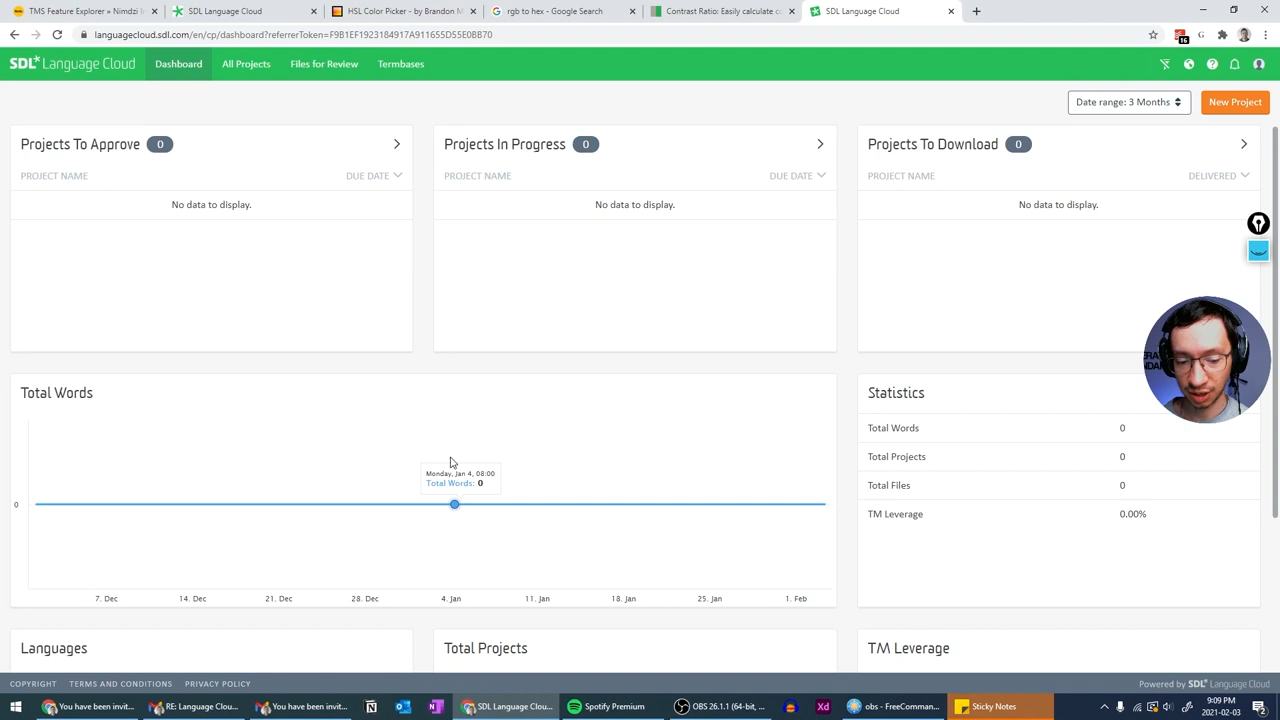 TMS Feature Explorer » Nimdzi In
SDL Language Cloud
HSL Color Picker - by Brandon M
rgb to hex - Google Search
Contrast Ratio: Easily calculate co
SDL Language Cloud
languagecloud.sdl.com/en/cp/dashboard?referrerToken=F9B1EF1923184917A911655D55E0BB70
16
SDL* Language Cloud
Dashboard
All Projects
Files for Review
Termbases
Date range: 3 Months
New Project
Projects To Approve 0
Projects In Progress 0
Projects To Download 0
PROJECT NAME DUE DATE
PROJECT NAME DUE DATE
PROJECT NAME DELIVERED
No data to display.
No data to display.
No data to display.
Total Words
Monday, Jan 4, 08:00
Total Words: 0
0
7. Dec 14. Dec 21. Dec 28. Dec 4. Jan 11. Jan 18. Jan 25. Jan 1. Feb
Statistics
Total Words 0
Total Projects 0
Total Files 0
TM Leverage 0.00%
Languages
Total Projects
TM Leverage
COPYRIGHT TERMS AND CONDITIONS PRIVACY POLICY
Powered by SDL* Language Cloud
You have been invit...
RE: Language Clou...
You have been invit...
SDL Language Clou...
Spotify Premium
OBS 26.1.1 (64-bit, ...
Xd
obs - FreeComman...
Sticky Notes
9:09 PM
2021-02-03